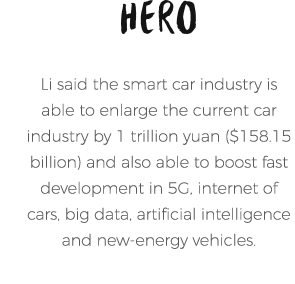 HERO
Li said the smart car industry is
able to enlarge the current car
industry by 1 trillion yuan ($158.15
billion) and also able to boost fast
development in 5G, internet of
cars, big data, artificial intelligence
and new-energy vehicles.